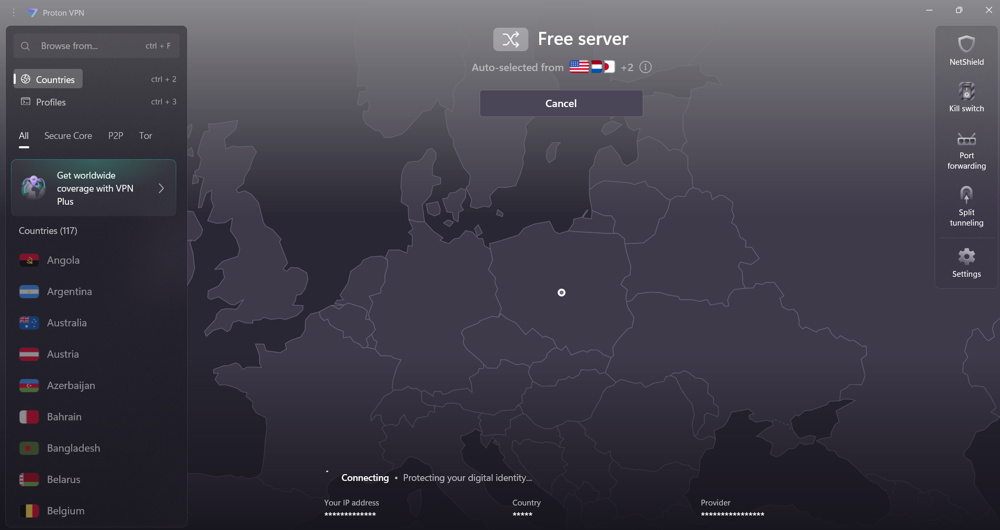 Proton VPN
Browse from...
ctrl + F
Countries
ctrl + 2
Profiles
ctrl + 3
All
Secure Core
P2P
Tor
Get worldwide
coverage with VPN
Plus
Countries (117)
Angola
Argentina
Australia
Austria
Azerbaijan
Bahrain
Bangladesh
Belarus
Belgium
Free server
Auto-selected from
+2
Cancel
Connecting • Protecting your digital identity...
Your IP address
*************
Country
*****
Provider
****************
NetShield
Kill switch
Port
forwarding
Split
tunneling
Settings